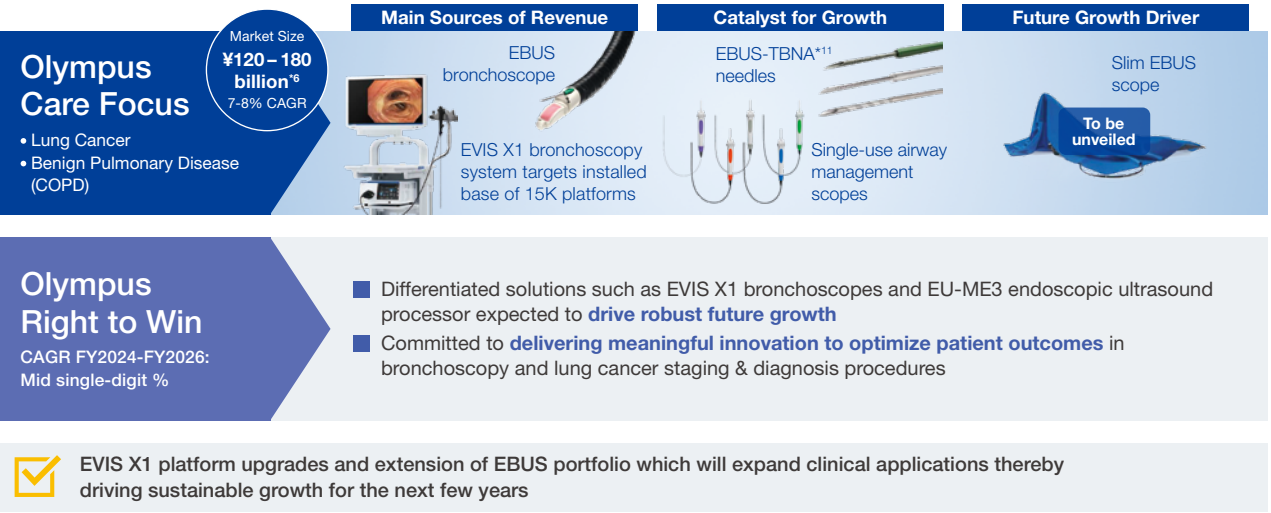 Main Sources of Revenue
Catalyst for Growth
Future Growth Driver
Olympus
Care Focus
• Lung Cancer
• Benign Pulmonary Disease
(COPD)
Market Size
¥120–180
billion*6
7-8% CAGR
EBUS
bronchoscope
EVIS X1 bronchoscopy
system targets installed
base of 15K platforms
EBUS-TBNA*11
needles
Single-use airway
management
scopes
Slim EBUS
scope
To be
unveiled
Olympus
Right to Win
CAGR FY2024-FY2026:
Mid single-digit %
Differentiated solutions such as EVIS X1 bronchoscopes and EU-ME3 endoscopic ultrasound
processor expected to drive robust future growth
Committed to delivering meaningful innovation to optimize patient outcomes in
bronchoscopy and lung cancer staging & diagnosis procedures
EVIS X1 platform upgrades and extension of EBUS portfolio which will expand clinical applications thereby
driving sustainable growth for the next few years